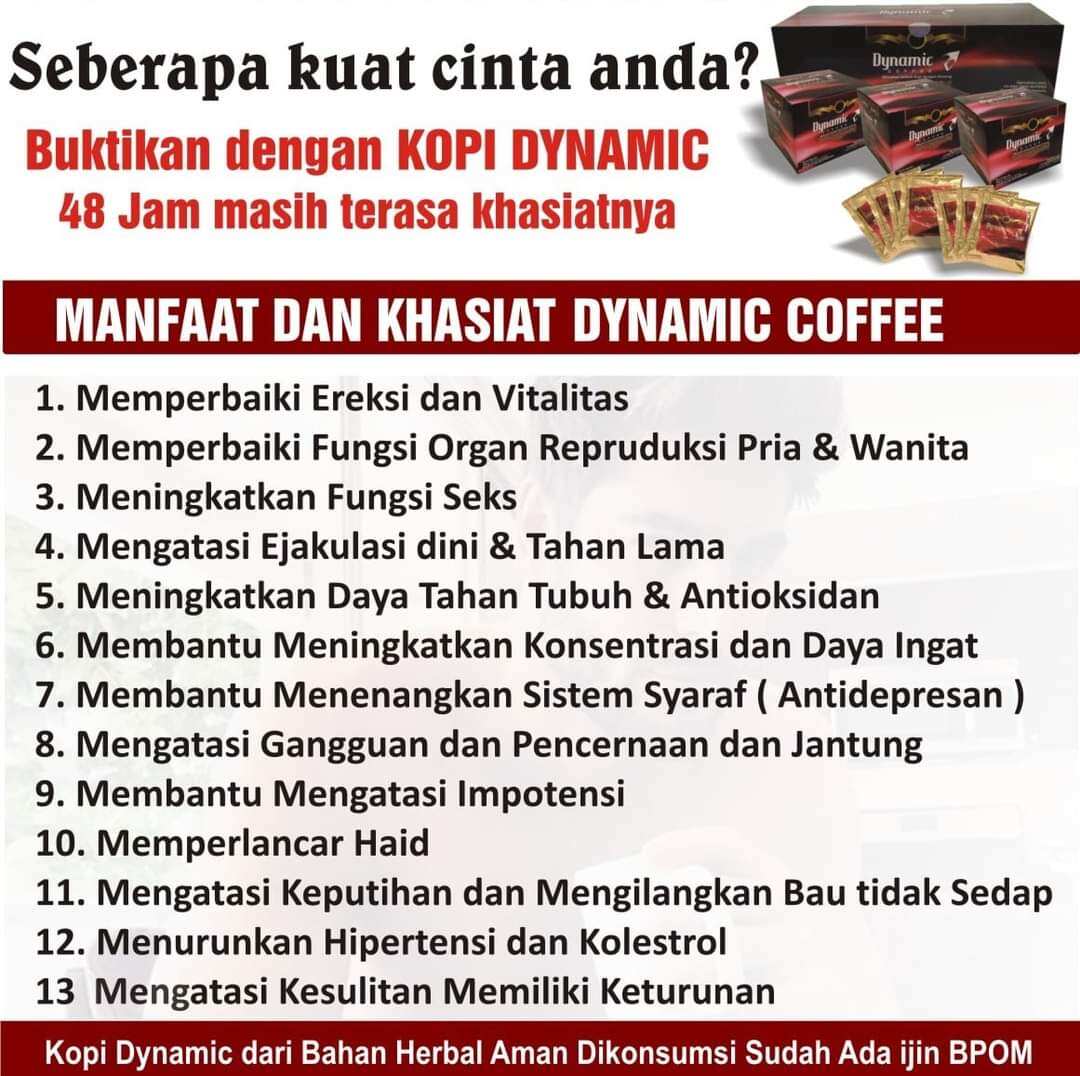 Seberapa kuat cinta anda?
Buktikan dengan KOPI DYNAMIC
48 Jam masih terasa khasiatnya
Dynamic
Dynamic
Dynamic
Dynamic
MANFAAT DAN KHASIAT DYNAMIC COFFEE
1. Memperbaiki Ereksi dan Vitalitas
2. Memperbaiki Fungsi Organ Repruduksi Pria & Wanita
3. Meningkatkan Fungsi Seks
4. Mengatasi Ejakulasi dini & Tahan Lama
5. Meningkatkan Daya Tahan Tubuh & Antioksidan
6. Membantu Meningkatkan Konsentrasi dan Daya Ingat
7. Membantu Menenangkan Sistem Syaraf ( Antidepresan )
8. Mengatasi Gangguan dan Pencernaan dan Jantung
9. Membantu Mengatasi Impotensi
10. Memperlancar Haid
11. Mengatasi Keputihan dan Mengilangkan Bau tidak Sedap
12. Menurunkan Hipertensi dan Kolestrol
13 Mengatasi Kesulitan Memiliki Keturunan
Kopi Dynamic dari Bahan Herbal Aman Dikonsumsi Sudah Ada ijin BPOM